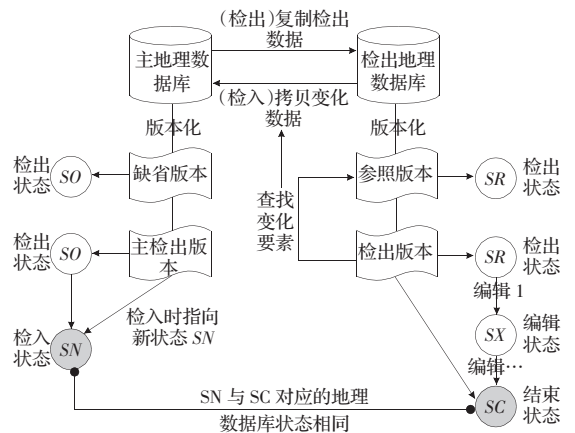 (检出)复制检出
数据
主地理数
据库
检出地理
数据库
(检入)拷贝变化
数据
版本化
版本化
检出
状态
SO
缺省版本
参照版本
SR
检出
状态
查找
变化
要素
检出
状态
SO
主检出版
本
检出版本
SR
检出
状态
编辑 1
检入时指向
新状态 SN
检入
状态
SN
SX
编辑
状态
编辑…
SN 与 SC 对应的地理
数据库状态相同
SC
结束
状态